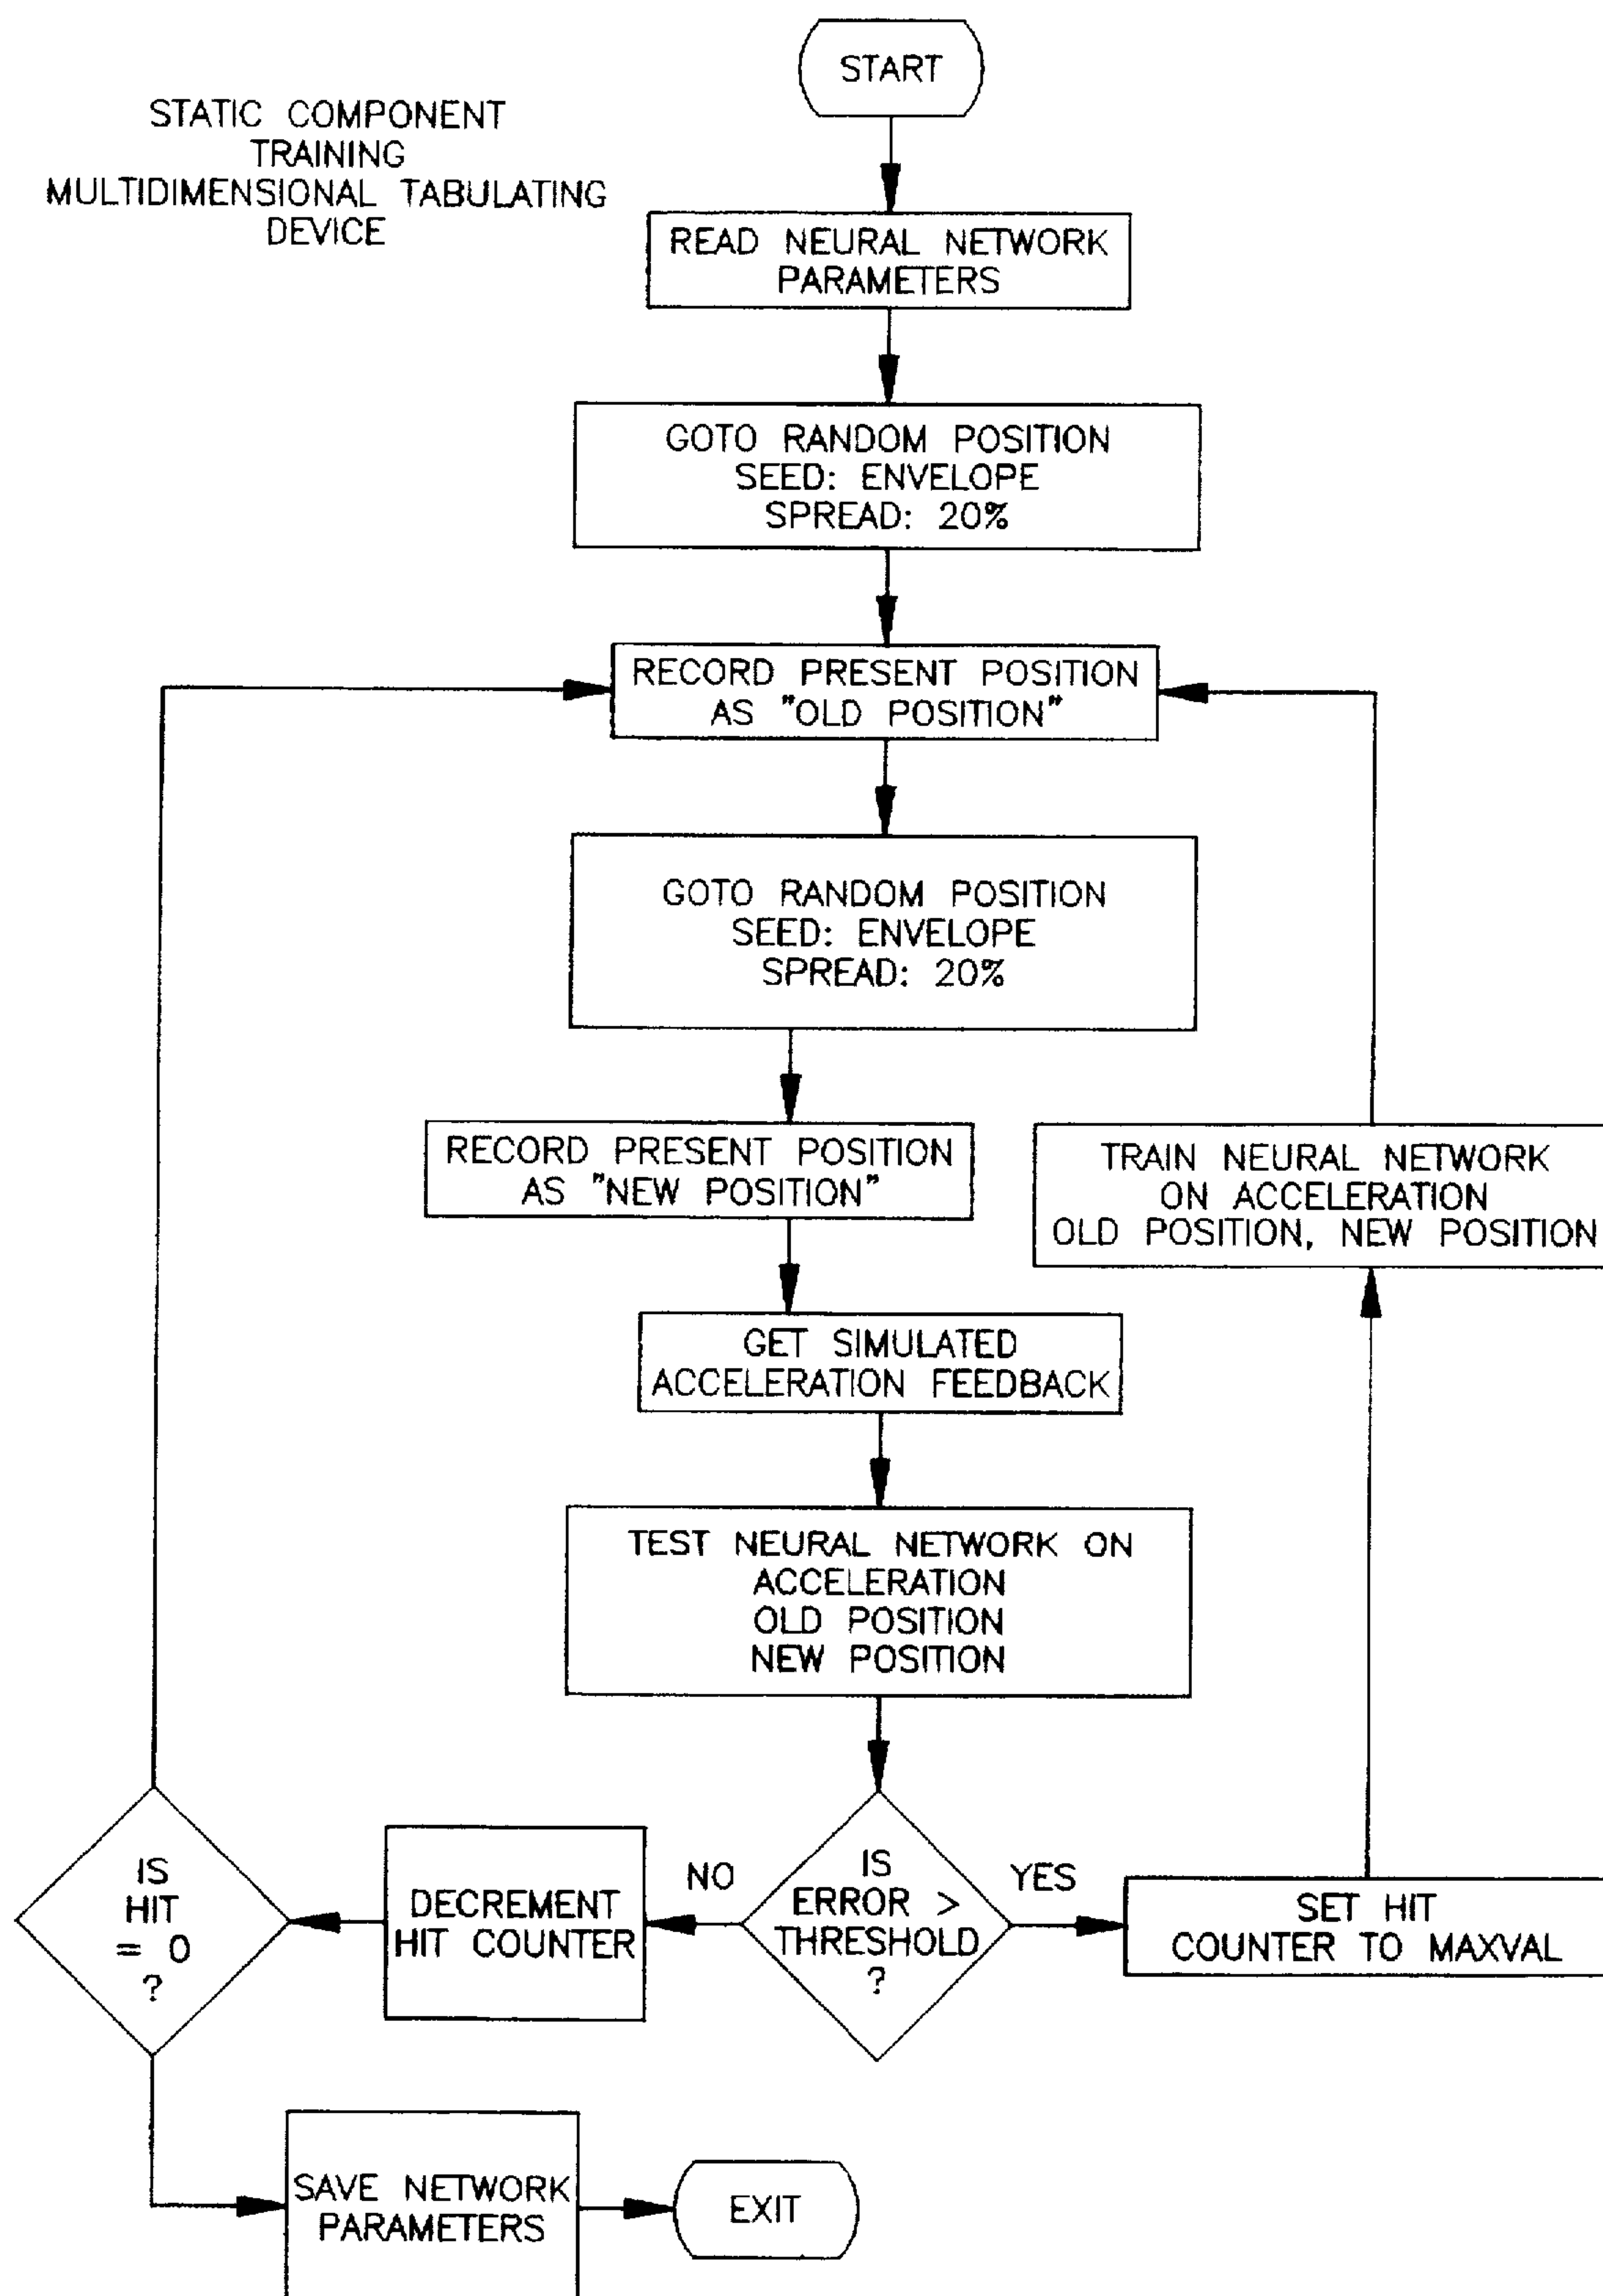 START
STATIC COMPONENT
TRAINING
MULTIDIMENSIONAL TABULATING
DEVICE
READ NEURAL NETWORK
PARAMETERS
GOTO RANDOM POSITION
SEED: ENVELOPE
SPREAD: 20%
RECORD PRESENT POSITION
AS "OLD POSITION"
GOTO RANDOM POSITION
SEED: ENVELOPE
SPREAD: 20%
RECORD PRESENT POSITION
AS "NEW POSITION"
TRAIN NEURAL NETWORK
ON ACCELERATION
OLD POSITION, NEW POSITION
GET SIMULATED
ACCELERATION FEEDBACK
TEST NEURAL NETWORK ON
ACCELERATION
OLD POSITION
NEW POSITION
IS
HIT
= 0
?
DECREMENT
HIT COUNTER
NO
IS
ERROR >
THRESHOLD
?
YES
SET HIT
COUNTER TO MAXVAL
SAVE NETWORK
PARAMETERS
EXIT